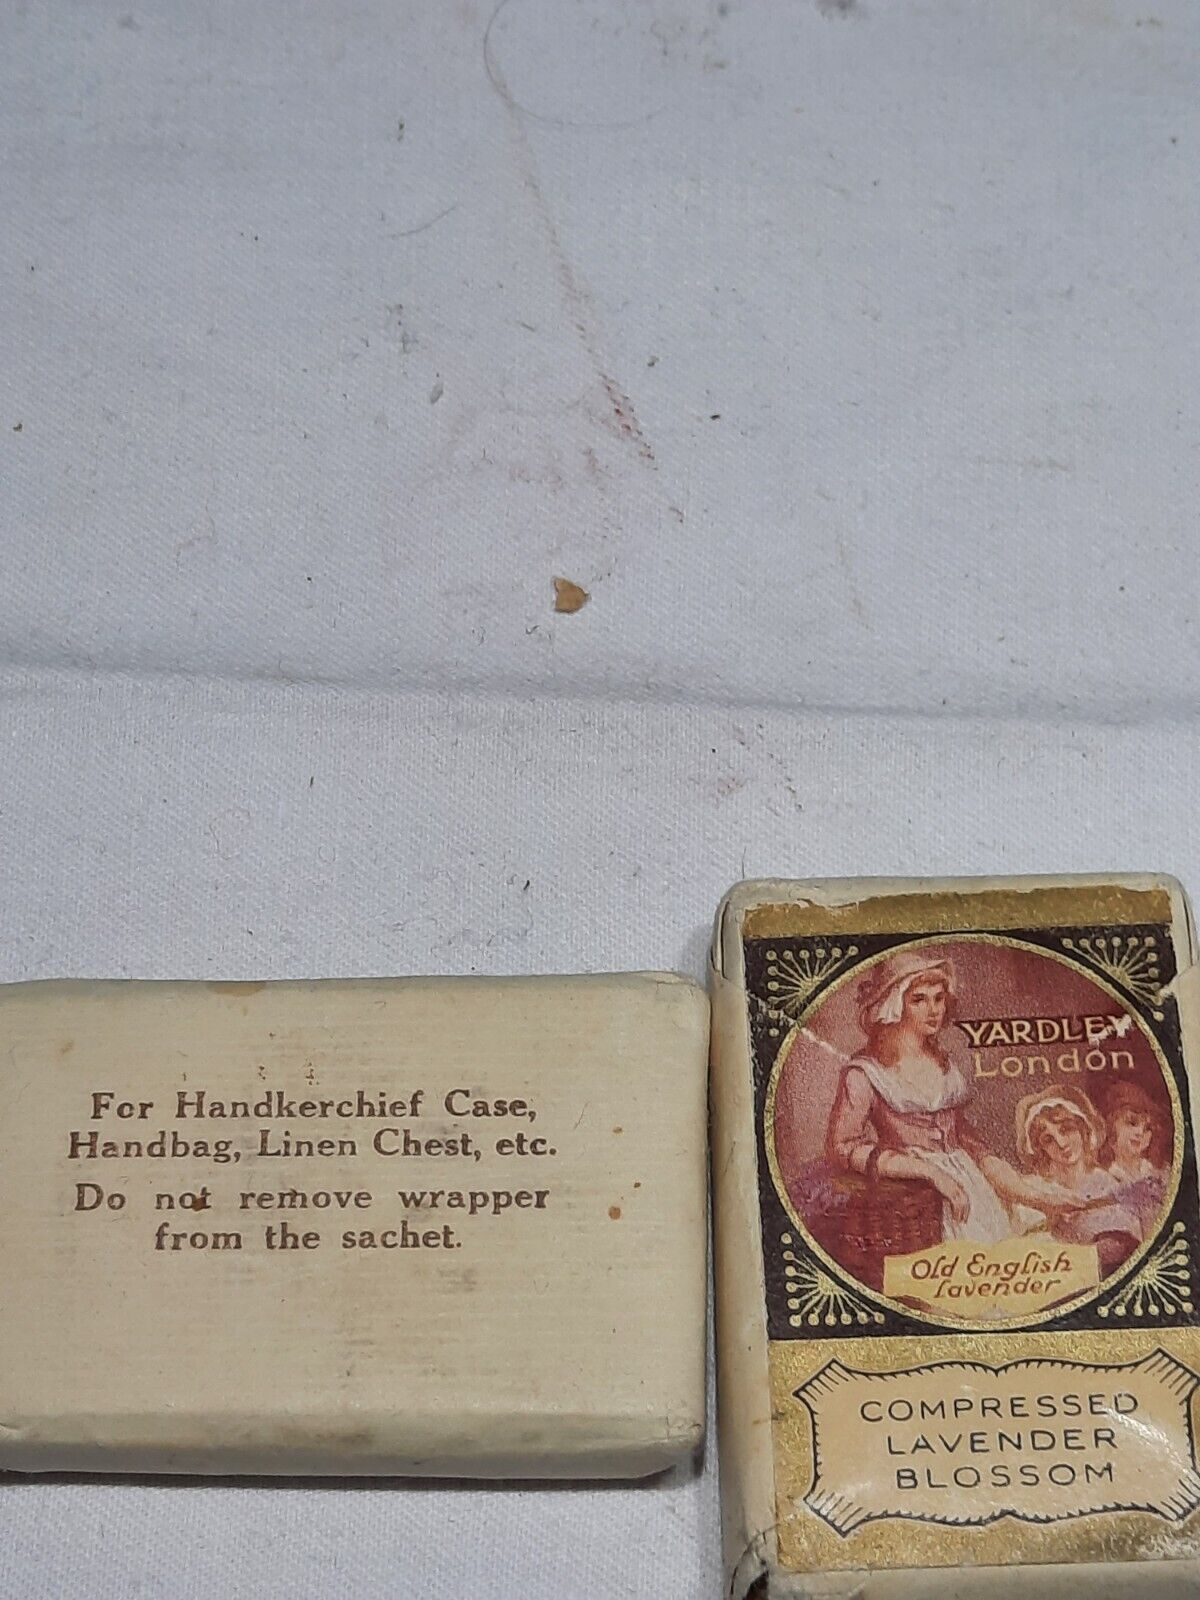 For Handkerchief Case,
Handbag, Linen Chest, etc.
Do not remove wrapper
from the sachet.
YARDLEY
London
Old English
Lavender
COMPRESSED
LAVENDER
BLOSSOM